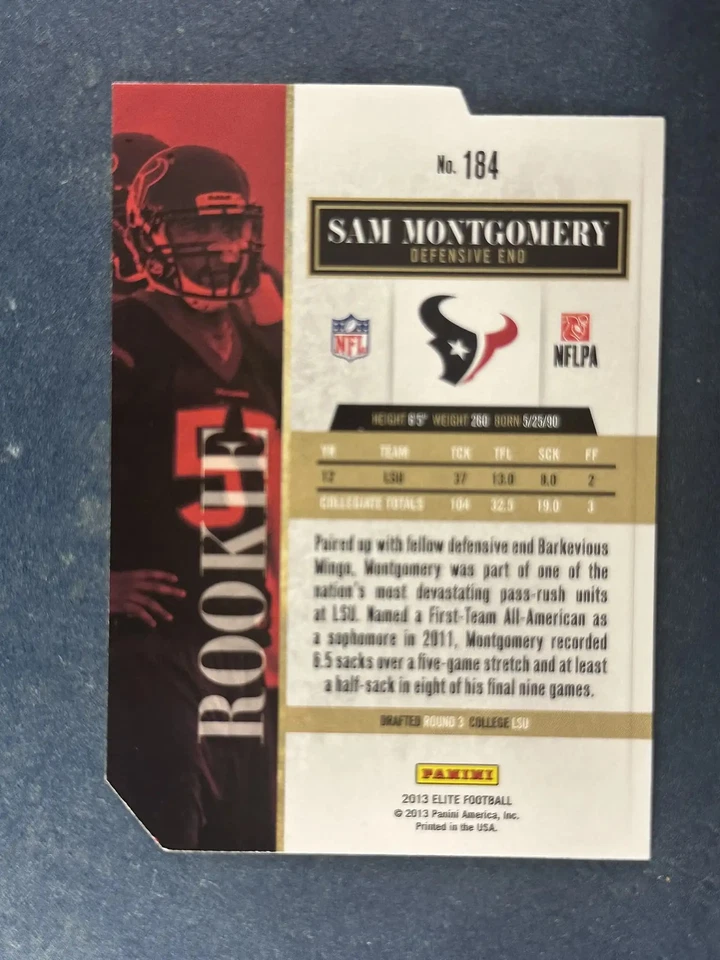 No. 184
SAM MONTGOMERY
DEFENSIVE END
NFL
NFLPA
HEIGHT 6'5" WEIGHT 260 BORN 5/25/90
YR TEAM TCK TFL SCK FF
12' LSU 37 13.0 8.0 2
COLLEGIATE TOTALS 104 32.5 19.0 3
ROOKIE
Paired up with fellow defensive end Barkevious
Mingo, Montgomery was part of one of the
nation's most devastating pass-rush units
at LSU. Named a First-Team All-American as
a sophomore in 2011, Montgomery recorded
6.5 sacks over a five-game stretch and at least
a half-sack in eight of his final nine games.
DRAFTED ROUND 3 COLLEGE LSU
PANINI
2013 ELITE FOOTBALL
© 2013 Panini America, Inc.
Printed in the USA.